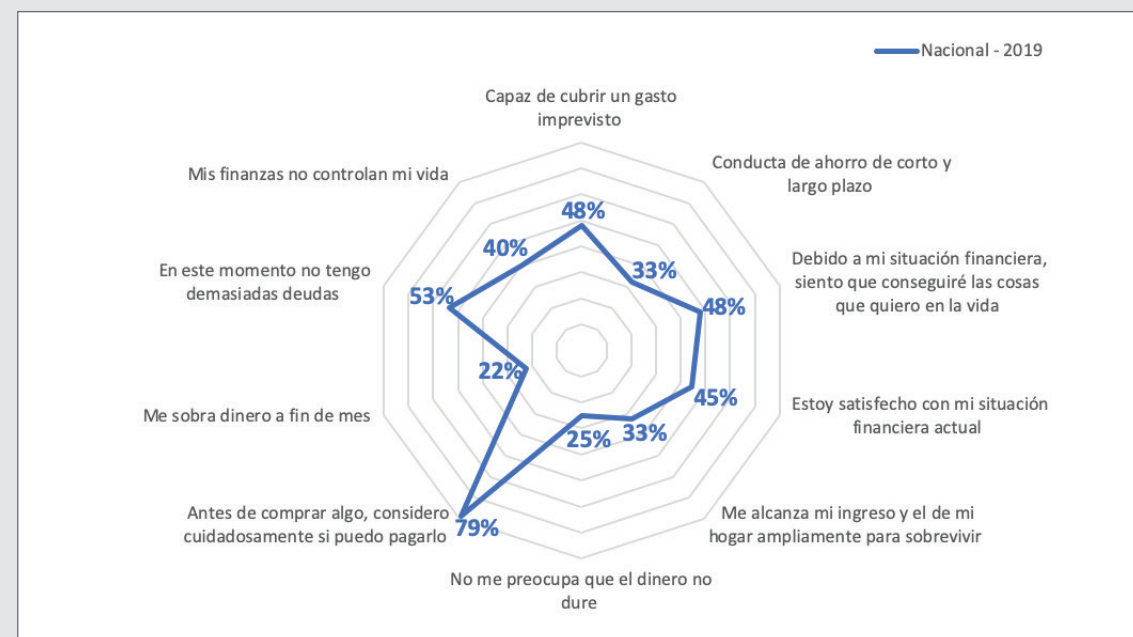 Nacional - 2019
Capaz de cubrir un gasto
imprevisto
Conducta de ahorro de corto y
largo plazo
Debido a mi situación financiera,
siento que conseguiré las cosas
que quiero en la vida
Estoy satisfecho con mi situación
financiera actual
Me alcanza mi ingreso y el de mi
hogar ampliamente para sobrevivir
No me preocupa que el dinero no
dure
Antes de comprar algo, considero
cuidadosamente si puedo pagarlo
Me sobra dinero a fin de mes
En este momento no tengo
demasiadas deudas
Mis finanzas no controlan mi vida
48%
33%
48%
45%
33%
25%
79%
22%
53%
40%